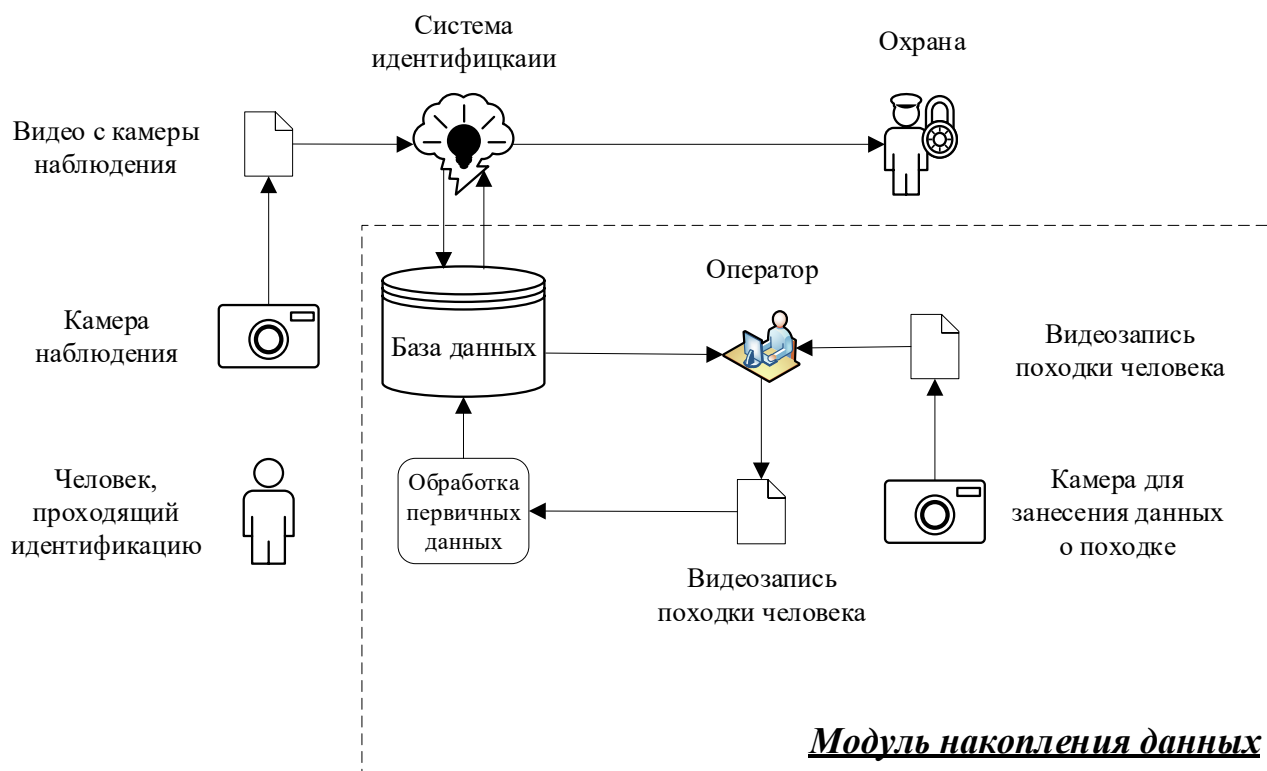 Система
идентифицкаии
Охрана
Видео с камеры
наблюдения
Оператор
Камера
наблюдения
База данных
Видеозапись
походки человека
Человек,
проходящий
идентификацию
Обработка
первичных
данных
Камера для
занесения данных
о походке
Видеозапись
походки человека
Модуль накопления данных